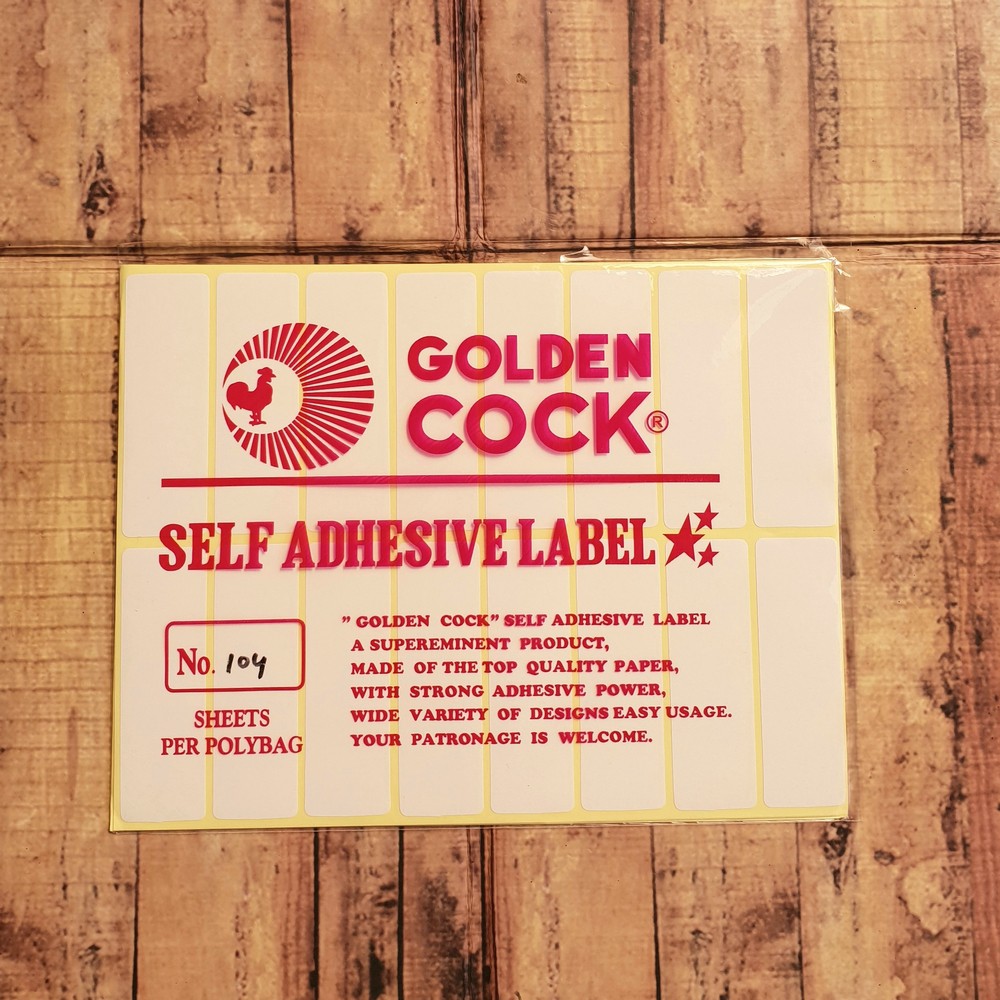 GOLDEN
COCK®
SELF ADHESIVE LABEL
No. 104
SHEETS
PER POLYBAG
" GOLDEN COCK" SELF ADHESIVE LABEL
A SUPEREMINENT PRODUCT,
MADE OF THE TOP QUALITY PAPER,
WITH STRONG ADHESIVE POWER,
WIDE VARIETY OF DESIGNS EASY USAGE.
YOUR PATRONAGE IS WELCOME.